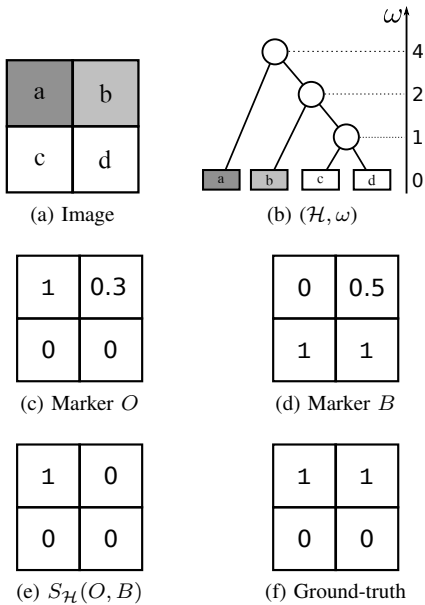 a b
c d
(a) Image
ω
4
2
1
0
a b c d
(b) (ℋ, ω)
1 0.3
0 0
(c) Marker O
0 0.5
1 1
(d) Marker B
1 0
0 0
(e) S_ℋ(O, B)
1 1
0 0
(f) Ground-truth